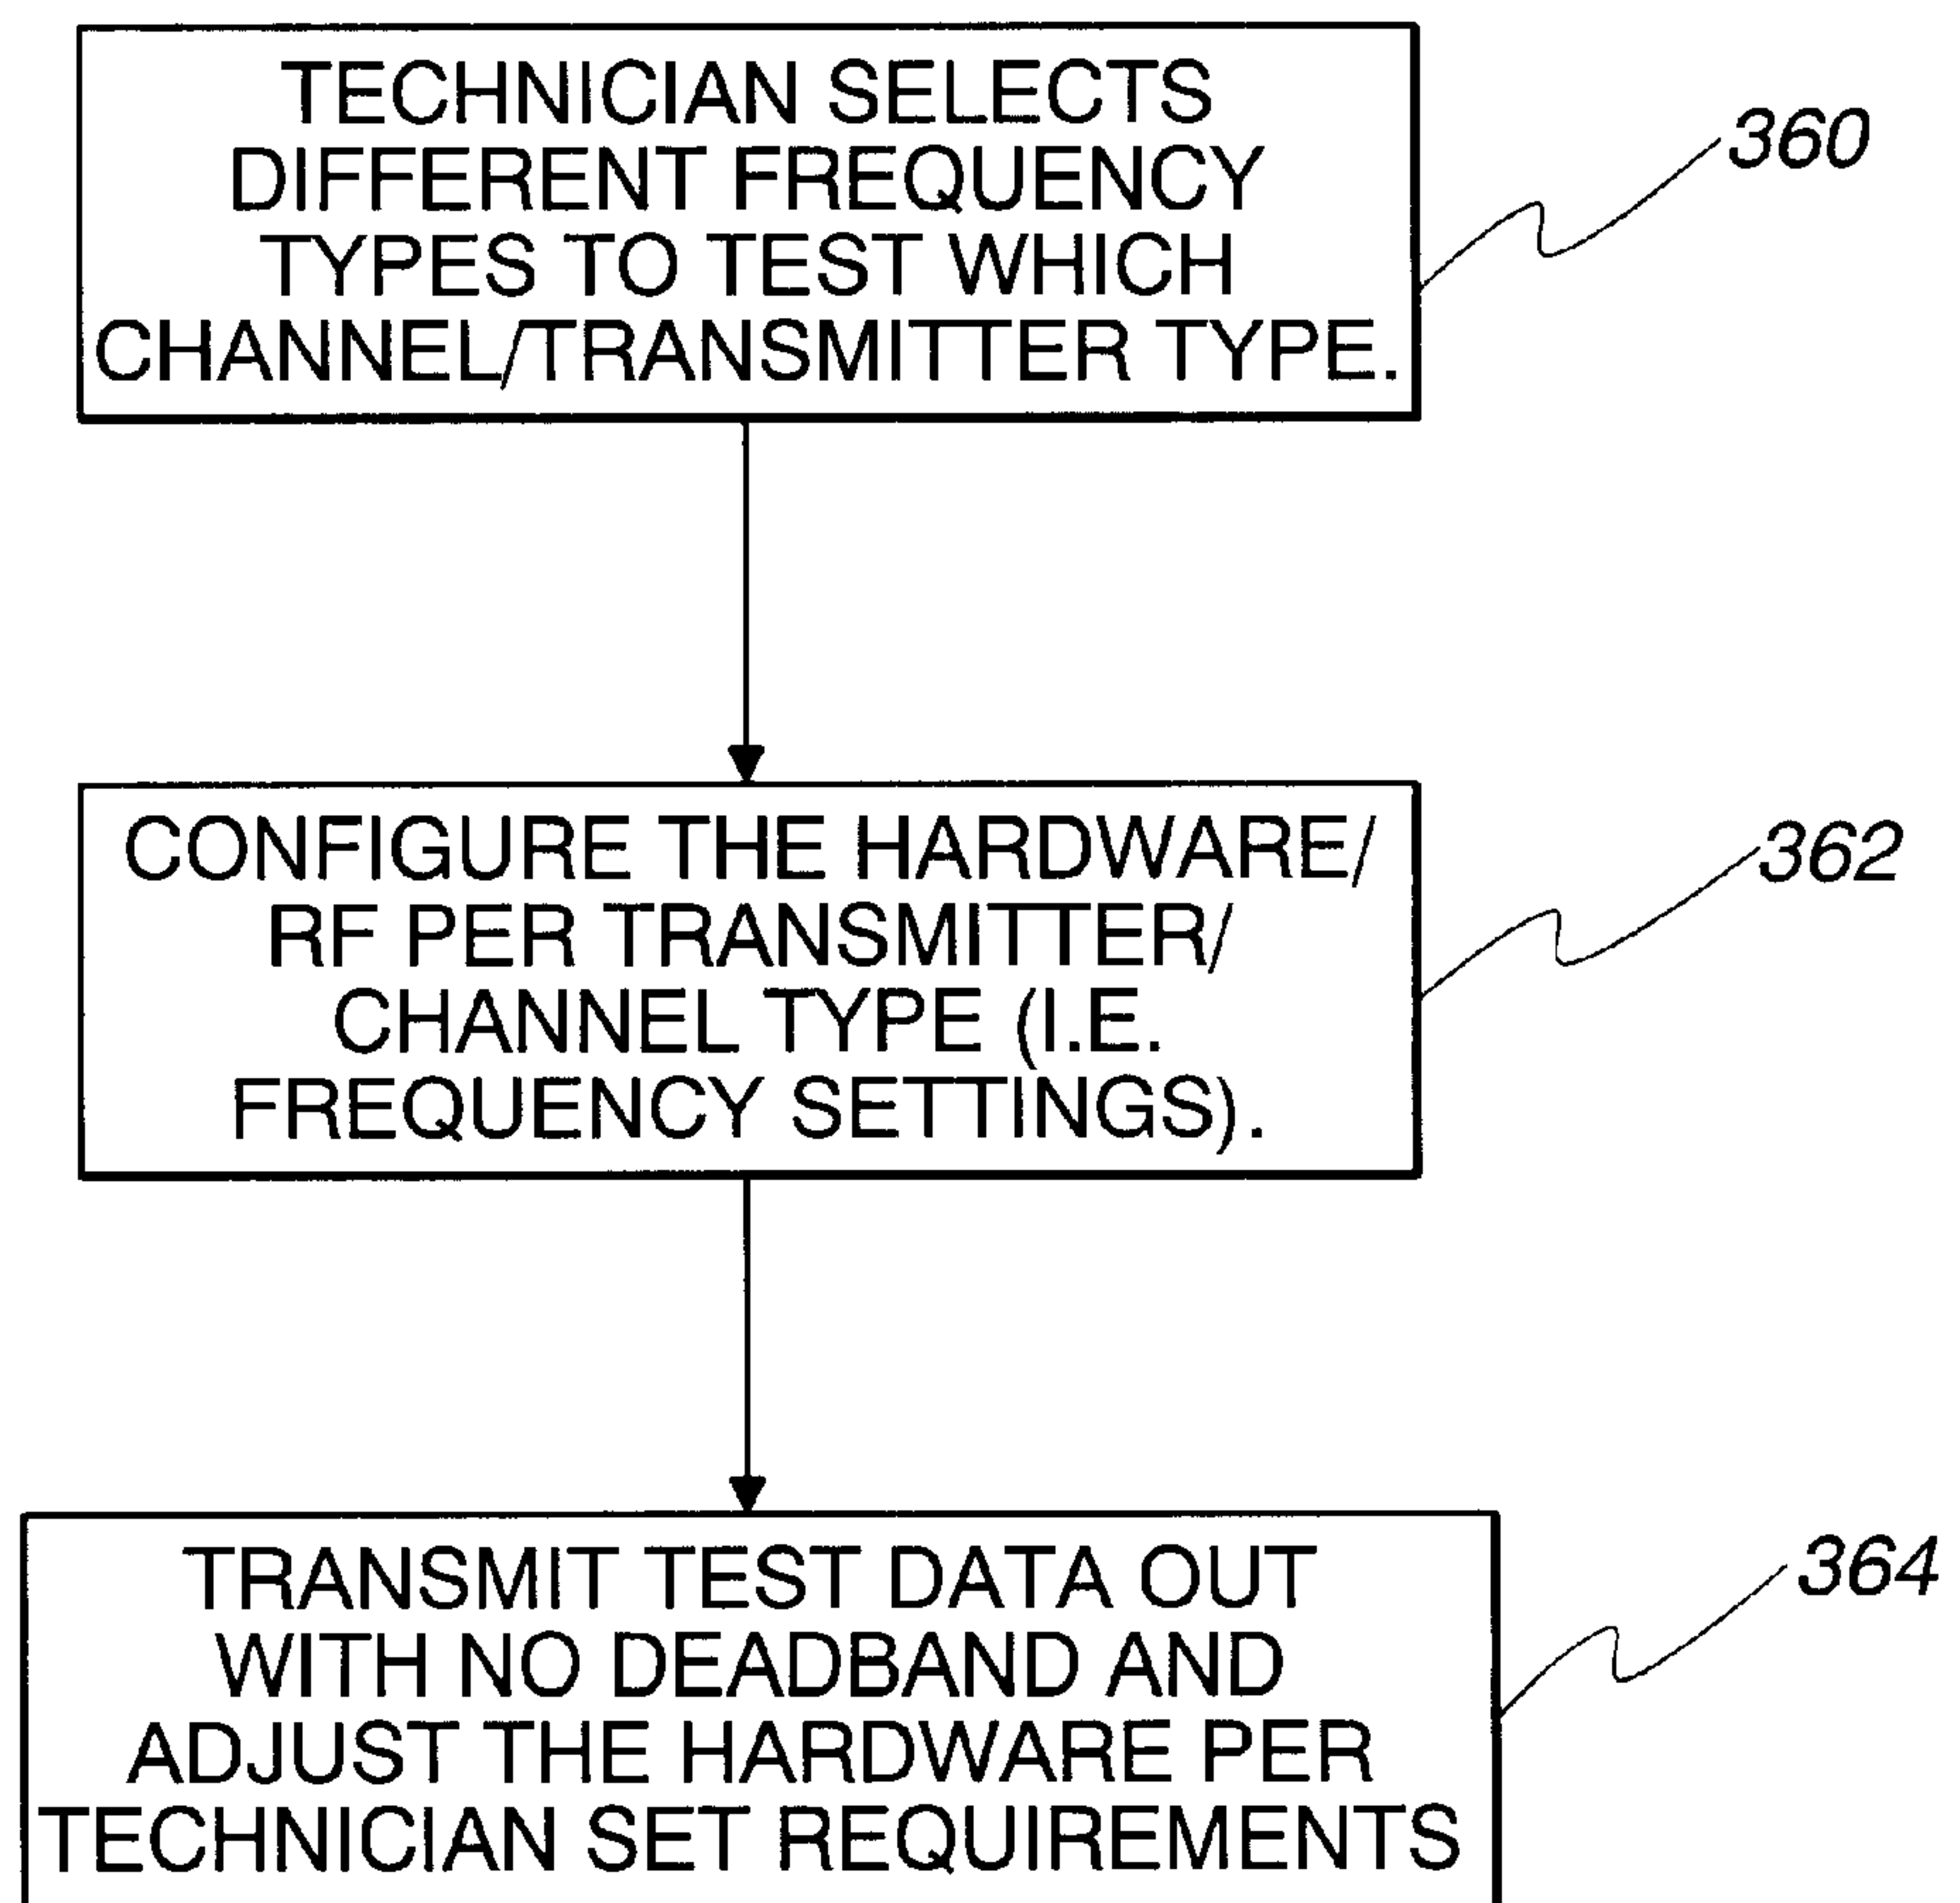 TECHNICIAN SELECTS
DIFFERENT FREQUENCY
TYPES TO TEST WHICH
CHANNEL/TRANSMITTER TYPE.
360
CONFIGURE THE HARDWARE/
RF PER TRANSMITTER/
CHANNEL TYPE (I.E.
FREQUENCY SETTINGS).
362
TRANSMIT TEST DATA OUT
WITH NO DEADBAND AND
ADJUST THE HARDWARE PER
TECHNICIAN SET REQUIREMENTS
364